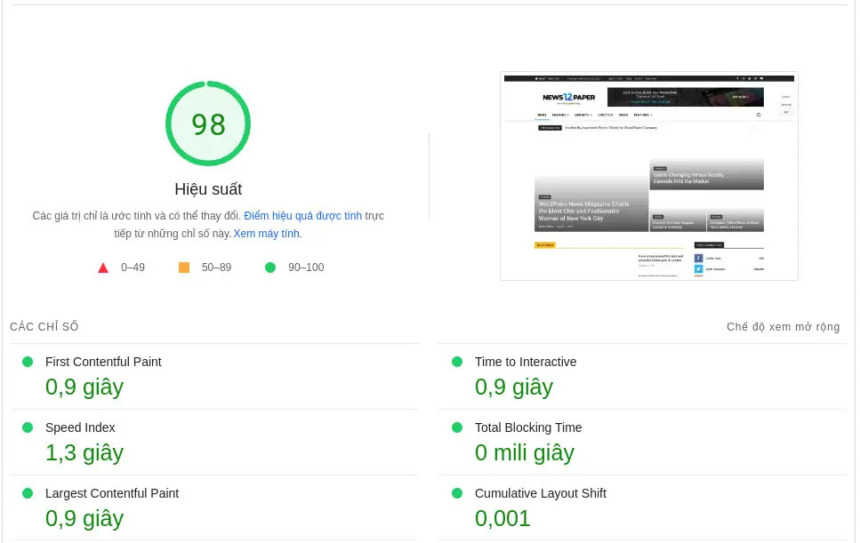 98
Hiệu suất
Các giá trị chỉ là ước tính và có thể thay đổi. Điểm hiệu quả được tính trực
tiếp từ những chỉ số này. Xem máy tính.
0–49
50–89
90–100
NEWS 12 PAPER
WordPress News Magazine Charts
the Most Chic and Fashionable
Women of New York City
Game Changing Virtual Reality
Console Hits the Market
CÁC CHỈ SỐ
Chế độ xem mở rộng
First Contentful Paint
0,9 giây
Time to Interactive
0,9 giây
Speed Index
1,3 giây
Total Blocking Time
0 mili giây
Largest Contentful Paint
0,9 giây
Cumulative Layout Shift
0,001